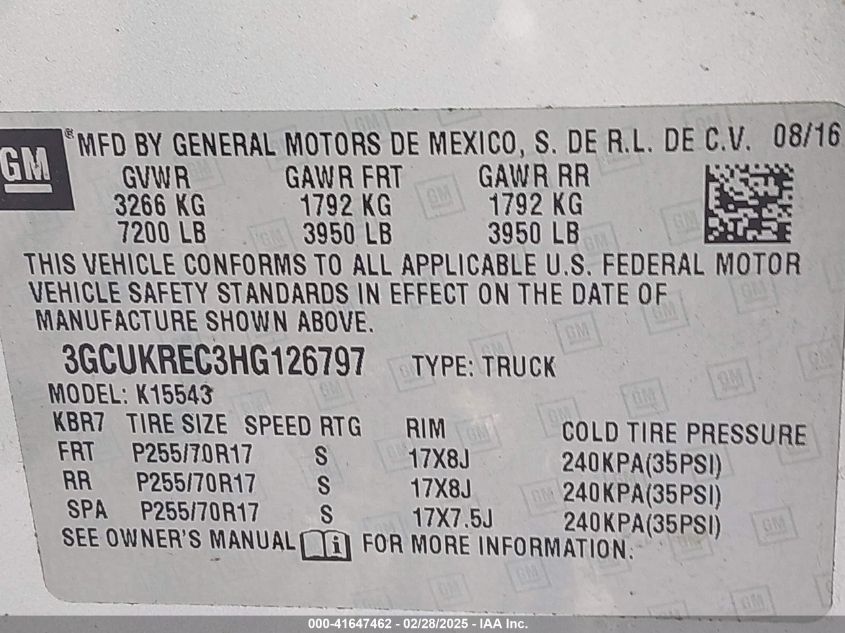 GM
® MFD BY GENERAL MOTORS DE MEXICO, S. DE R.L. DE C.V. 08/16
GVWR GAWR FRT GAWR RR
3266 KG 1792 KG 1792 KG
7200 LB 3950 LB 3950 LB
THIS VEHICLE CONFORMS TO ALL APPLICABLE U.S. FEDERAL MOTOR
VEHICLE SAFETY STANDARDS IN EFFECT ON THE DATE OF
MANUFACTURE SHOWN ABOVE.
3GCUKREC3HG126797 TYPE: TRUCK
MODEL: K15543
KBR7 TIRE SIZE SPEED RTG RIM COLD TIRE PRESSURE
FRT P255/70R17 S 17X8J 240KPA(35PSI)
RR P255/70R17 S 17X8J 240KPA(35PSI)
SPA P255/70R17 S 17X7.5J 240KPA(35PSI)
SEE OWNER'S MANUAL i FOR MORE INFORMATION.
000-41647462 - 02/28/2025 - IAA Inc.